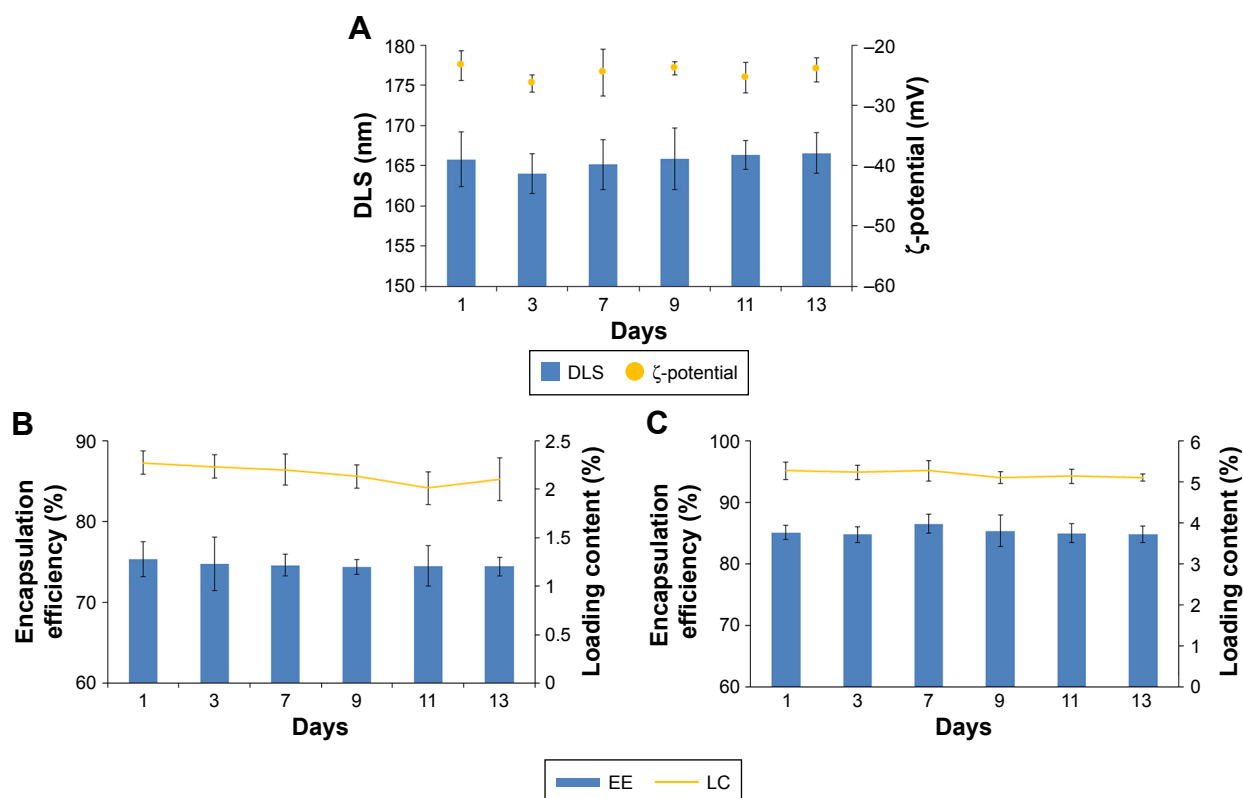 A
180
175
170
165
160
155
150
DLS (nm)
–20
–30
–40
–50
–60
ζ-potential (mV)
1 3 7 9 11 13
Days
DLS ζ-potential
B
90
80
70
60
Encapsulation
efficiency (%)
2.5
2
1.5
1
0.5
0
Loading content (%)
1 3 7 9 11 13
Days
C
100
90
80
70
60
Encapsulation
efficiency (%)
6
5
4
3
2
1
0
Loading content (%)
1 3 7 9 11 13
Days
EE LC